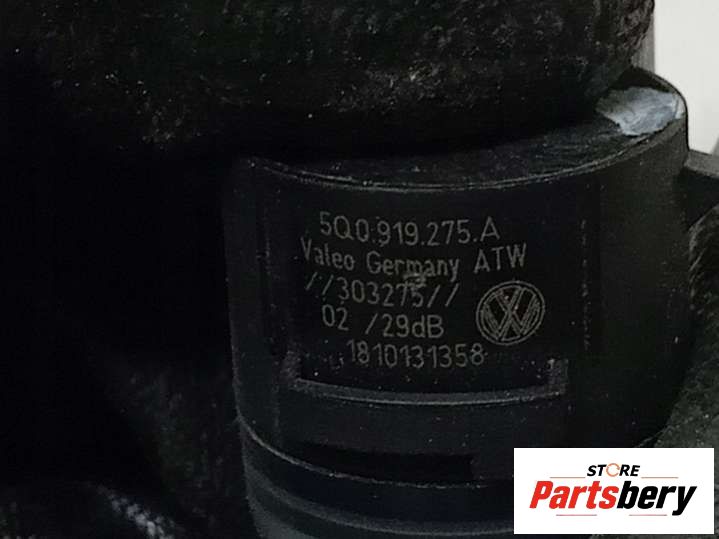 5Q0.919.275.A
Valeo Germany ATW
//303275//
02 /29dB
1810131358
STORE
Partsbery